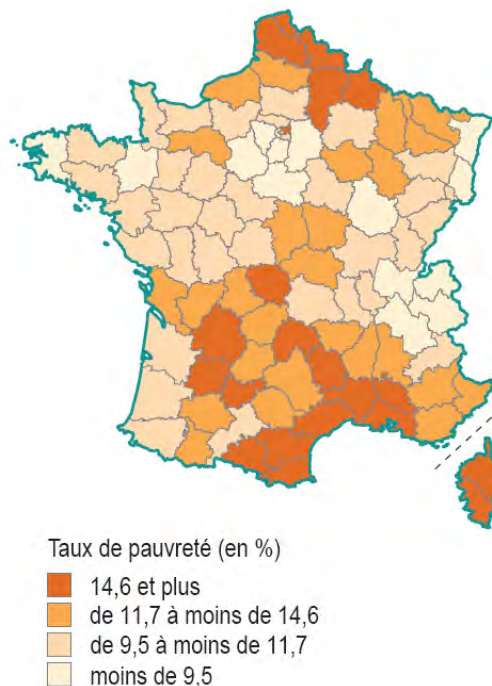 Taux de pauvreté (en %)
14,6 et plus
de 11,7 à moins de 14,6
de 9,5 à moins de 11,7
moins de 9,5